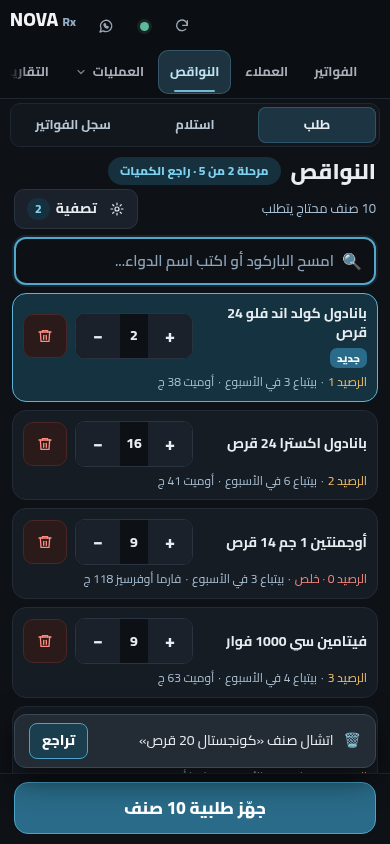 NOVA Rx
الفواتير
العملاء
النواقص
العمليات
التقارير
طلب
استلام
سجل الفواتير
النواقص
مرحلة 2 من 5 · راجع الكميات
10 صنف محتاج يتطلب
تصفية 2
امسح الباركود أو اكتب اسم الدواء...
بانادول كولد اند فلو 24
قرص
+ 2 −
جديد
الرصيد 1 · بيتباع 3 في الأسبوع · أوميت 38 ج
بانادول اكسترا 24 قرص
+ 16 −
الرصيد 2 · بيتباع 6 في الأسبوع · أوميت 41 ج
أوجمنتين 1 جم 14 قرص
+ 9 −
الرصيد 0 · خلص · بيتباع 3 في الأسبوع · فارما أوفرسيز 118 ج
فيتامين سي 1000 فوار
+ 9 −
الرصيد 3 · بيتباع 4 في الأسبوع · أوميت 63 ج
اتشال صنف «كونجستال 20 قرص»
تراجع
جهّز طلبية 10 صنف